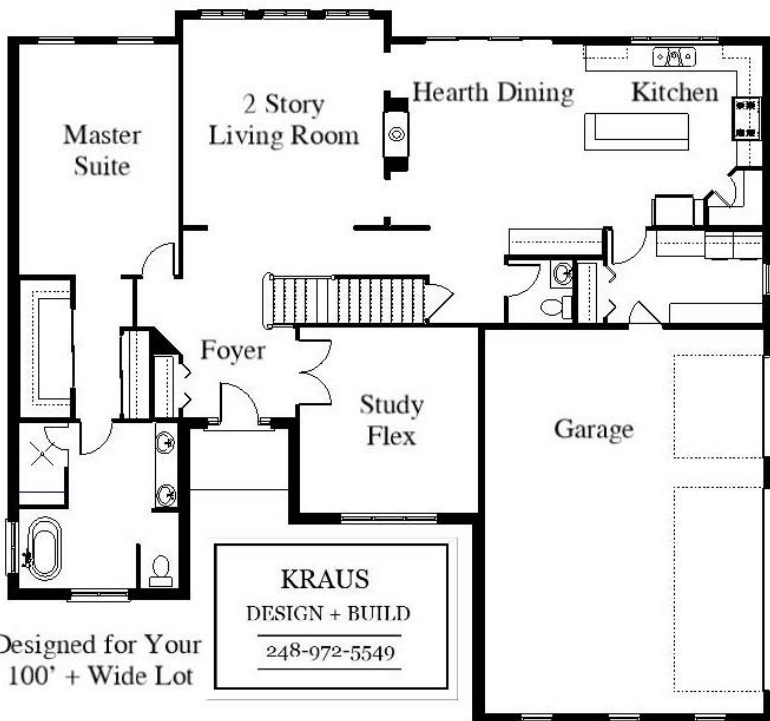 Master
Suite
2 Story
Living Room
Hearth Dining
Kitchen
Foyer
Study
Flex
Garage
KRAUS
DESIGN + BUILD
248-972-5549
Designed for Your
100' + Wide Lot